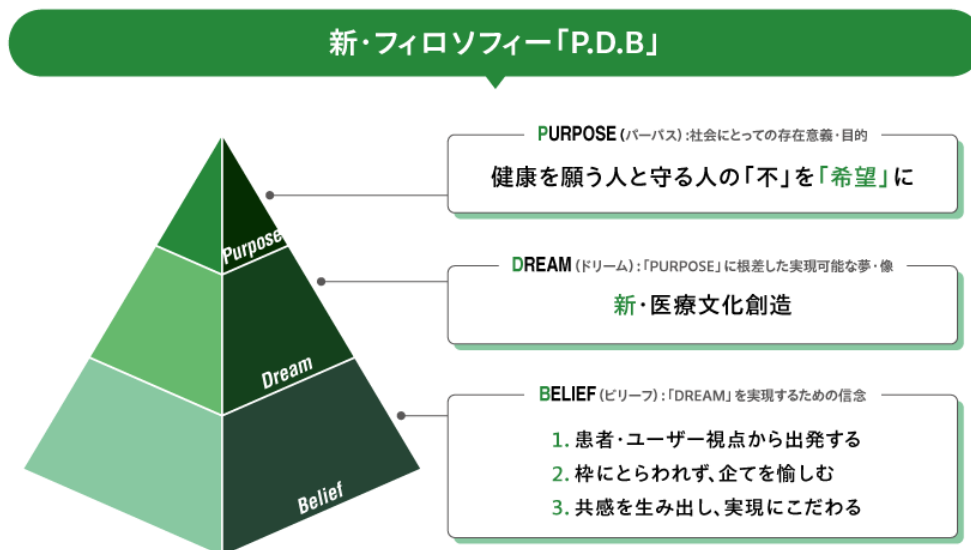 新・フィロソフィー「P.D.B」
PURPOSE(パーパス):社会にとっての存在意義・目的
健康を願う人と守る人の「不」を「希望」に
Purpose
DREAM(ドリーム):「PURPOSE」に根差した実現可能な夢・像
新・医療文化創造
Dream
BELIEF(ビリーフ):「DREAM」を実現するための信念
1. 患者・ユーザー視点から出発する
2. 枠にとらわれず、企てを愉しむ
3. 共感を生み出し、実現にこだわる
Belief